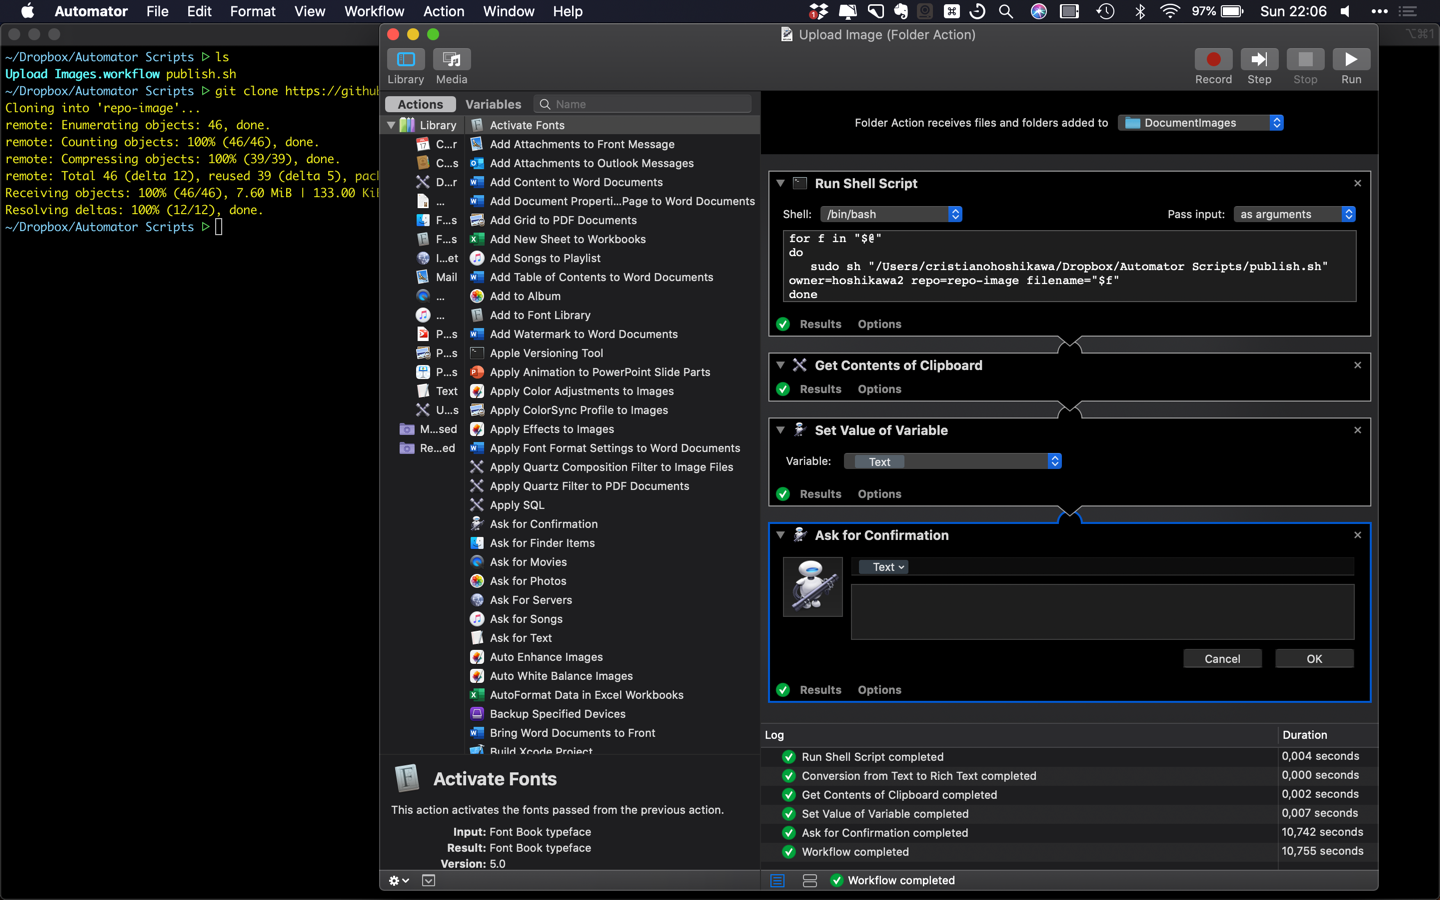 Automator File Edit Format View Workflow Action Window Help 97% Sun 22:06
~/Dropbox/Automator Scripts ▷ ls
Upload Images.workflow publish.sh
~/Dropbox/Automator Scripts ▷ git clone https://githu
Cloning into 'repo-image'...
remote: Enumerating objects: 46, done.
remote: Counting objects: 100% (46/46), done.
remote: Compressing objects: 100% (39/39), done.
remote: Total 46 (delta 12), reused 39 (delta 5), pac
Receiving objects: 100% (46/46), 7.60 MiB | 133.00 Ki
Resolving deltas: 100% (12/12), done.
~/Dropbox/Automator Scripts ▷
Upload Image (Folder Action)
⌥⌘1
Library Media
Record Step Stop Run
Actions Variables Name
Library
C...r
C...s
D...r
...
F...s
F...s
I...et
Mail
...
...
P...s
P...s
P...s
Text
U...s
M...sed
Re...ed
Activate Fonts
Add Attachments to Front Message
Add Attachments to Outlook Messages
Add Content to Word Documents
Add Document Properti...Page to Word Documents
Add Grid to PDF Documents
Add New Sheet to Workbooks
Add Songs to Playlist
Add Table of Contents to Word Documents
Add to Album
Add to Font Library
Add Watermark to Word Documents
Apple Versioning Tool
Apply Animation to PowerPoint Slide Parts
Apply Color Adjustments to Images
Apply ColorSync Profile to Images
Apply Effects to Images
Apply Font Format Settings to Word Documents
Apply Quartz Composition Filter to Image Files
Apply Quartz Filter to PDF Documents
Apply SQL
Ask for Confirmation
Ask for Finder Items
Ask for Movies
Ask for Photos
Ask For Servers
Ask for Songs
Ask for Text
Auto Enhance Images
Auto White Balance Images
AutoFormat Data in Excel Workbooks
Backup Specified Devices
Bring Word Documents to Front
Build Xcode Project
Activate Fonts
This action activates the fonts passed from the previous action.
Input: Font Book typeface
Result: Font Book typeface
Version: 5.0
Folder Action receives files and folders added to DocumentImages
Run Shell Script
Shell: /bin/bash Pass input: as arguments
for f in "$@"
do
sudo sh "/Users/cristianohoshikawa/Dropbox/Automator Scripts/publish.sh"
owner=hoshikawa2 repo=repo-image filename="$f"
done
Results Options
Get Contents of Clipboard
Results Options
Set Value of Variable
Variable: Text
Results Options
Ask for Confirmation
Text
Cancel OK
Results Options
Log Duration
Run Shell Script completed 0,004 seconds
Conversion from Text to Rich Text completed 0,000 seconds
Get Contents of Clipboard completed 0,002 seconds
Set Value of Variable completed 0,007 seconds
Ask for Confirmation completed 10,742 seconds
Workflow completed 10,755 seconds
Workflow completed